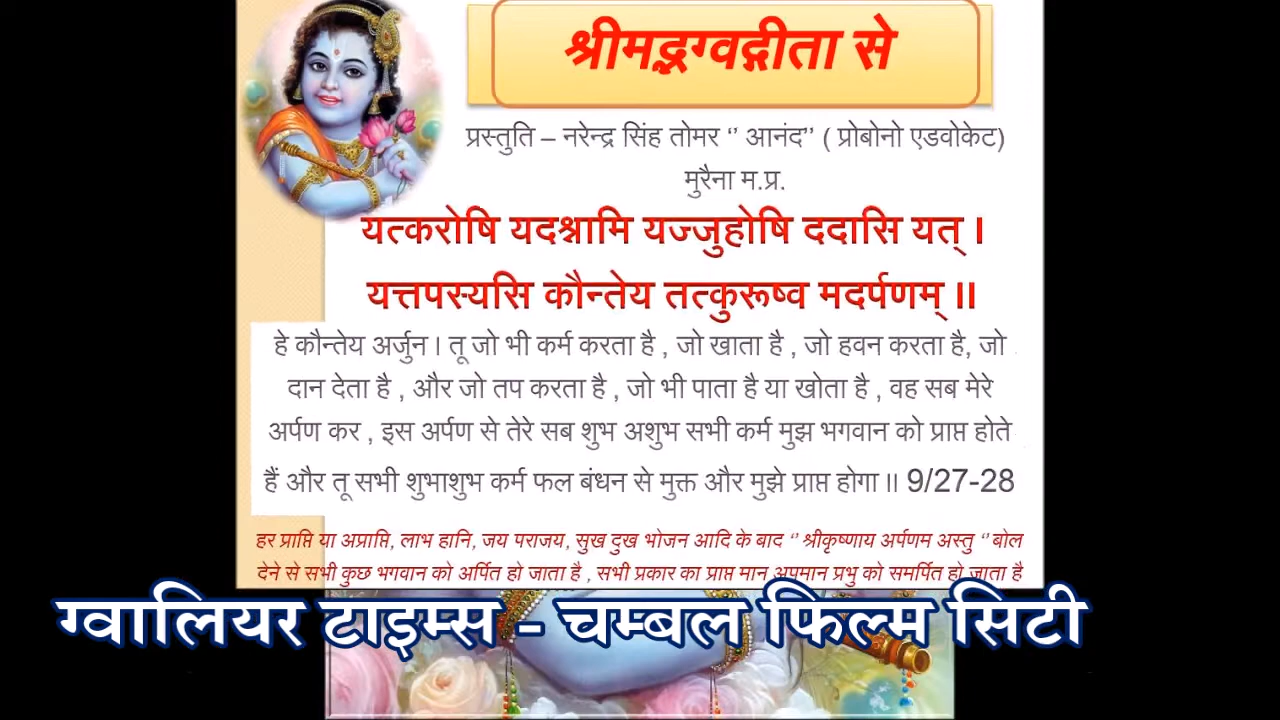 श्रीमद्भग्वद्गीता से
प्रस्तुति – नरेन्द्र सिंह तोमर ‘’ आनंद’’ ( प्रोबोनो एडवोकेट)
मुरैना म.प्र.
यत्करोषि यदश्नामि यज्जुहोषि ददासि यत् ।
यत्तपस्यसि कौन्तेय तत्कुरूष्व मदर्पणम् ।।
हे कौन्तेय अर्जुन । तू जो भी कर्म करता है , जो खाता है , जो हवन करता है, जो
दान देता है , और जो तप करता है , जो भी पाता है या खोता है , वह सब मेरे
अर्पण कर , इस अर्पण से तेरे सब शुभ अशुभ सभी कर्म मुझ भगवान को प्राप्त होते
हैं और तू सभी शुभाशुभ कर्म फल बंधन से मुक्त और मुझे प्राप्त होगा ।। 9/27-28
हर प्राप्ति या अप्राप्ति, लाभ हानि, जय पराजय, सुख दुख भोजन आदि के बाद ‘’ श्रीकृष्णाय अर्पणम अस्तु ‘’ बोल
देने से सभी कुछ भगवान को अर्पित हो जाता है , सभी प्रकार का प्राप्त मान अपमान प्रभु को समर्पित हो जाता है
ग्वालियर टाइम्स - चम्बल फिल्म सिटी